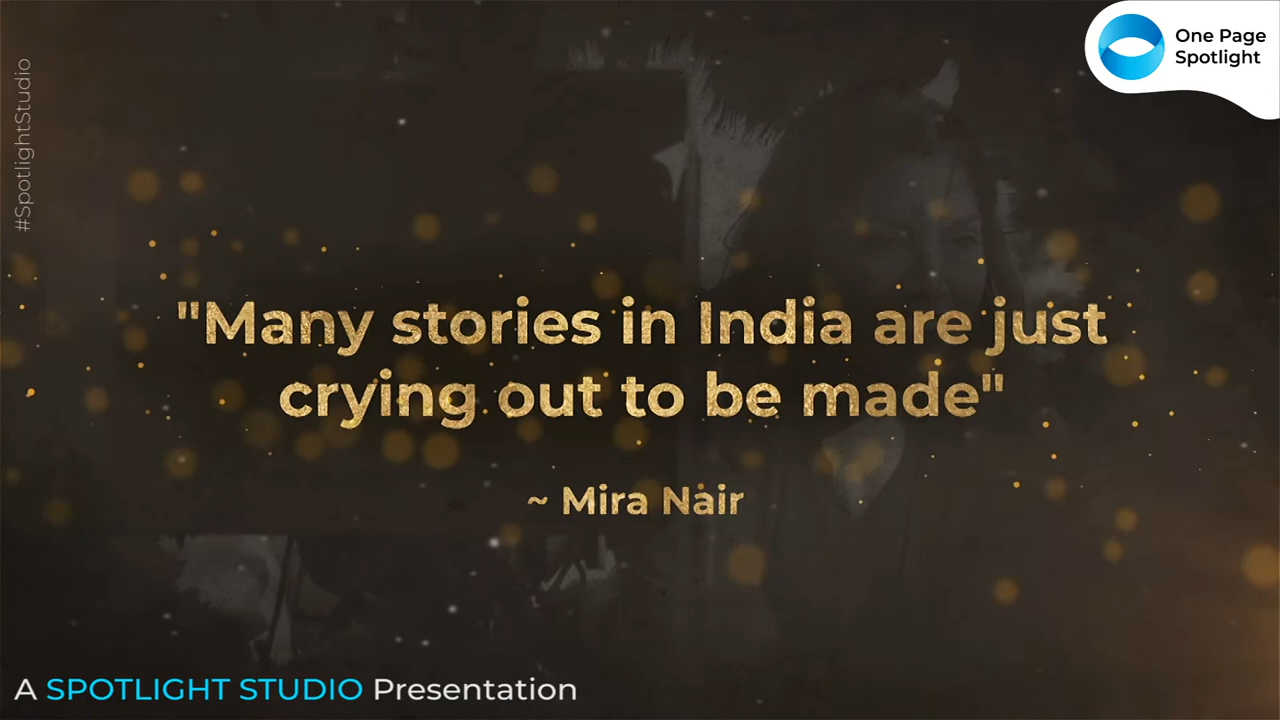 One Page
Spotlight
#SpotlightStudio
"Many stories in India are just
crying out to be made"
~ Mira Nair
A SPOTLIGHT STUDIO Presentation